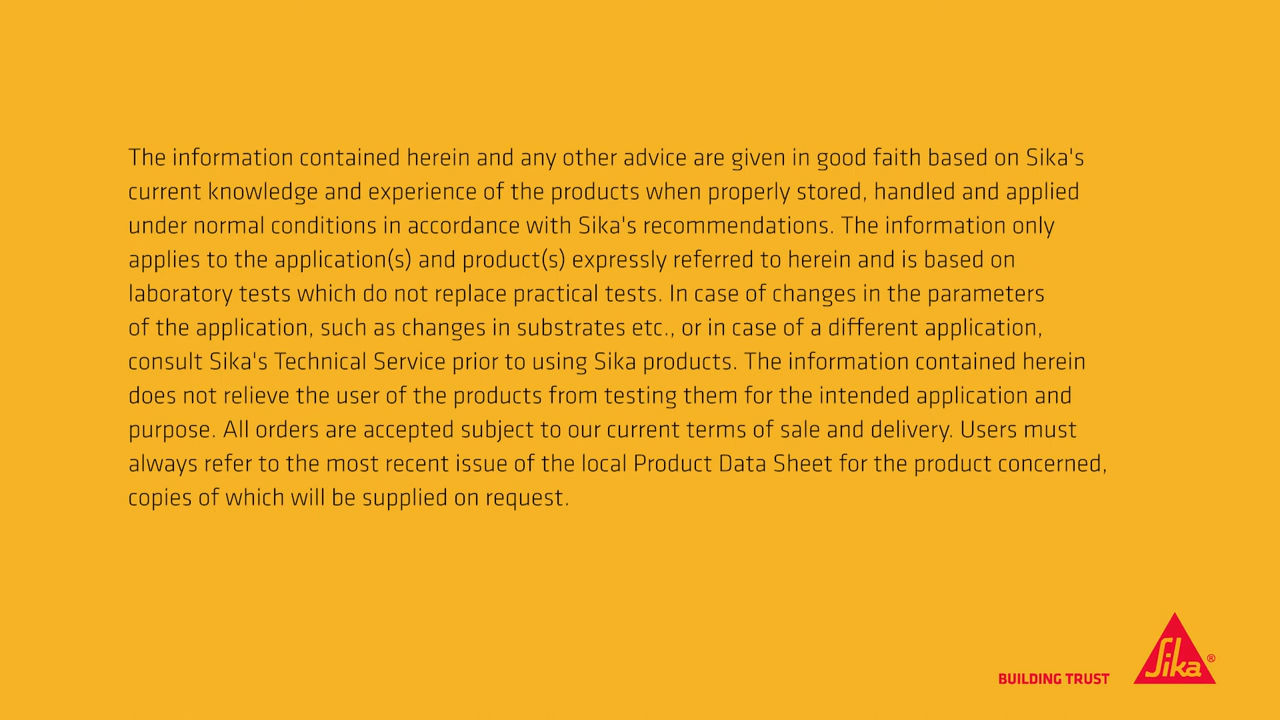 The information contained herein and any other advice are given in good faith based on Sika's
current knowledge and experience of the products when properly stored, handled and applied
under normal conditions in accordance with Sika's recommendations. The information only
applies to the application(s) and product(s) expressly referred to herein and is based on
laboratory tests which do not replace practical tests. In case of changes in the parameters
of the application, such as changes in substrates etc., or in case of a different application,
consult Sika's Technical Service prior to using Sika products. The information contained herein
does not relieve the user of the products from testing them for the intended application and
purpose. All orders are accepted subject to our current terms of sale and delivery. Users must
always refer to the most recent issue of the local Product Data Sheet for the product concerned,
copies of which will be supplied on request.
BUILDING TRUST
Sika®